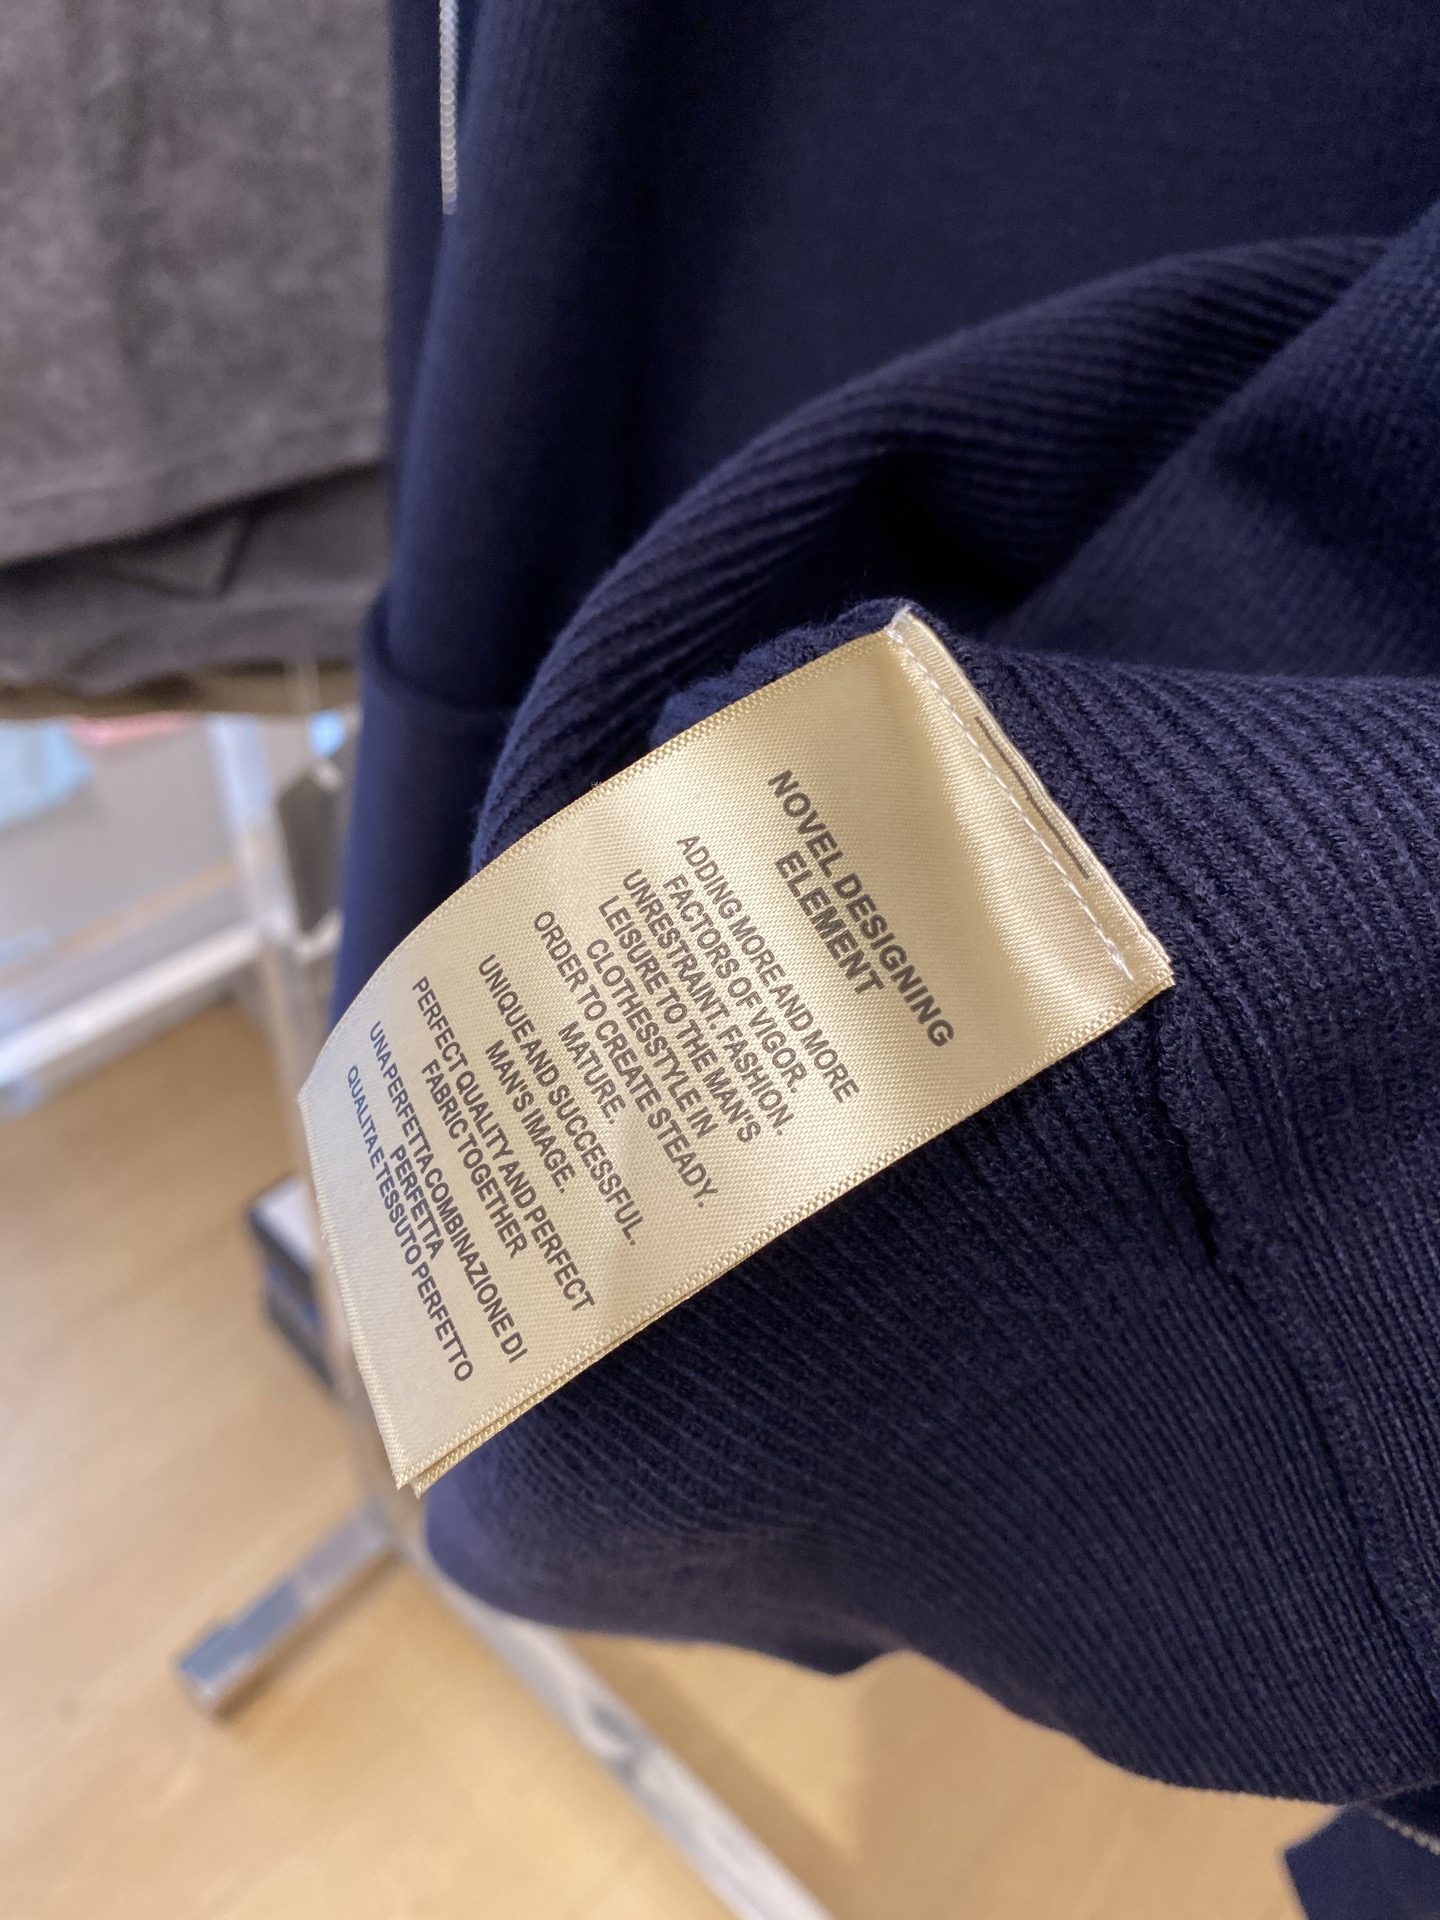 NOVEL DESIGNING
ELEMENT
ADDING MORE AND MORE
FACTORS OF VIGOR.
UNRESTRAINT. FASHION.
LEISURE TO THE MAN'S
CLOTHESSTYLE IN
ORDER TO CREATE STEADY.
MATURE.
UNIQUE AND SUCCESSFUL.
MAN'S IMAGE.
PERFECT QUALITY AND PERFECT
FABRIC TOGETHER
UNA PERFETTA COMBINAZIONE DI
PERFETTA
QUALITA E TESSUTO PERFETTO